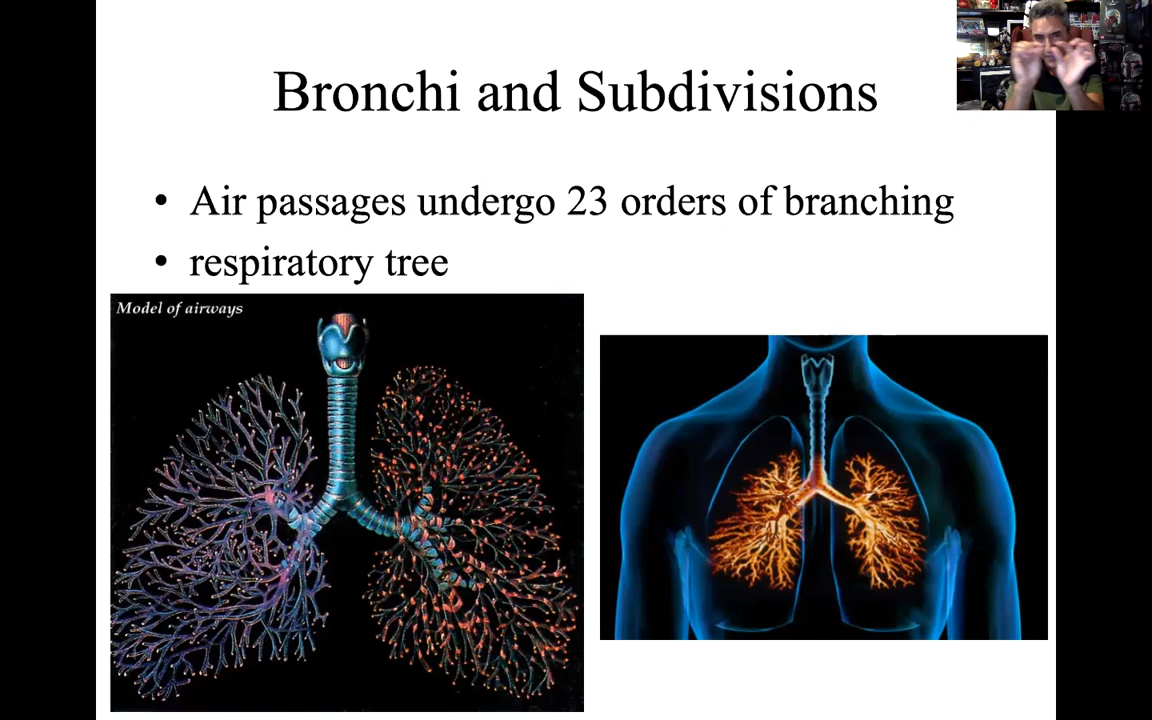 Bronchi and Subdivisions
• Air passages undergo 23 orders of branching
• respiratory tree
Model of airways